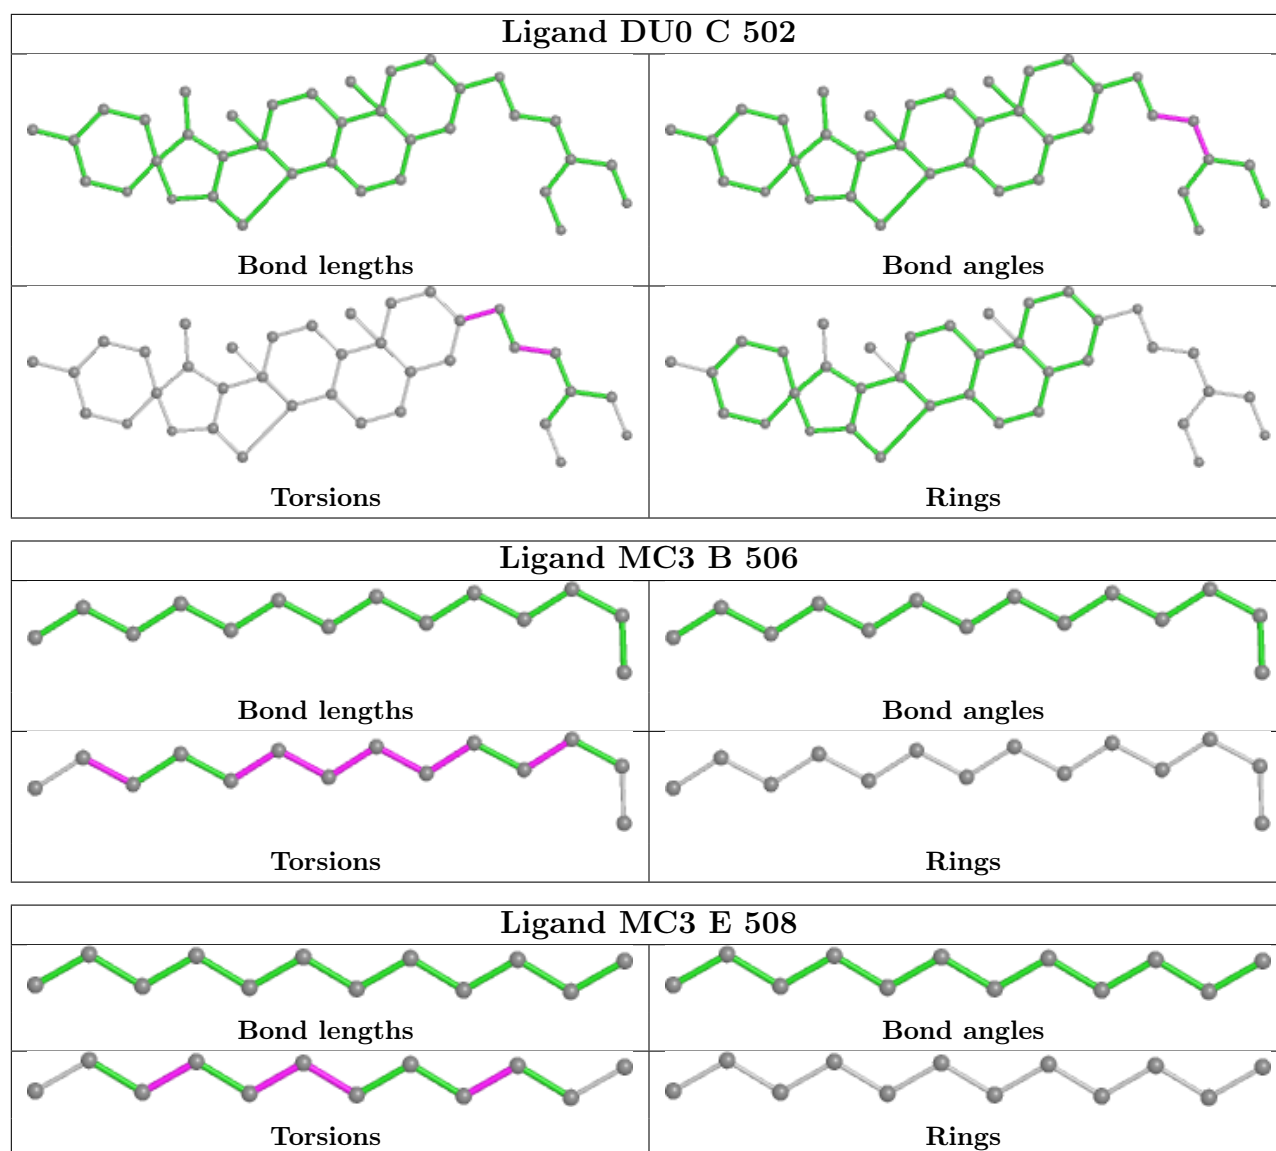 Ligand DU0 C 502
Bond lengths
Bond angles
Torsions
Rings
Ligand MC3 B 506
Bond lengths
Bond angles
Torsions
Rings
Ligand MC3 E 508
Bond lengths
Bond angles
Torsions
Rings